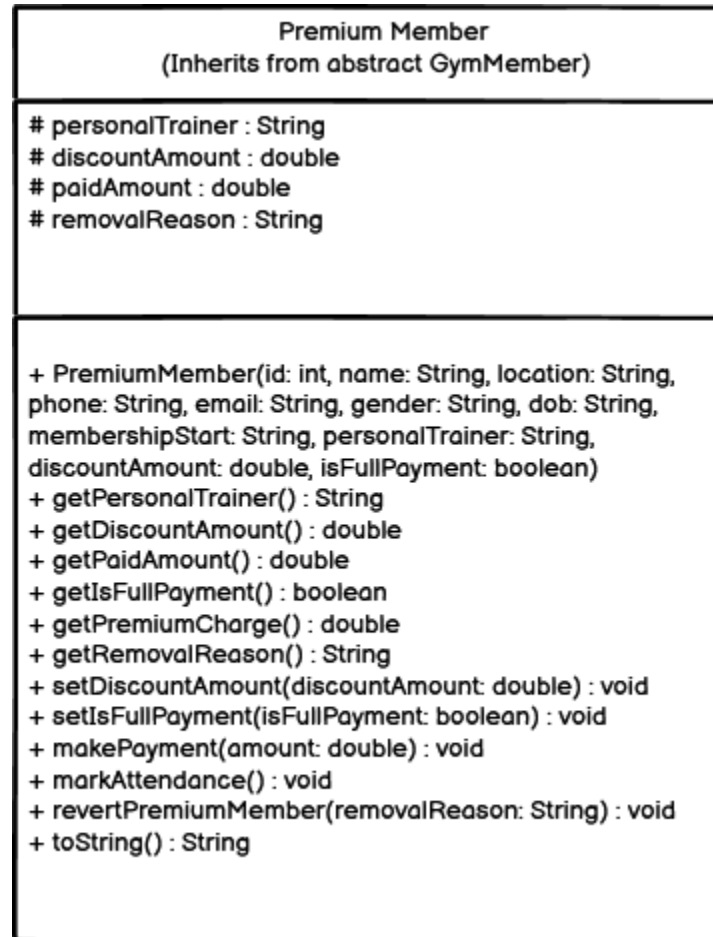 Premium Member
(Inherits from abstract GymMember)
# personalTrainer : String
# discountAmount : double
# paidAmount : double
# removalReason : String
+ PremiumMember(id: int, name: String, location: String,
phone: String, email: String, gender: String, dob: String,
membershipStart: String, personalTrainer: String,
discountAmount: double, isFullPayment: boolean)
+ getPersonalTrainer() : String
+ getDiscountAmount() : double
+ getPaidAmount() : double
+ getIsFullPayment() : boolean
+ getPremiumCharge() : double
+ getRemovalReason() : String
+ setDiscountAmount(discountAmount: double) : void
+ setIsFullPayment(isFullPayment: boolean) : void
+ makePayment(amount: double) : void
+ markAttendance() : void
+ revertPremiumMember(removalReason: String) : void
+ toString() : String